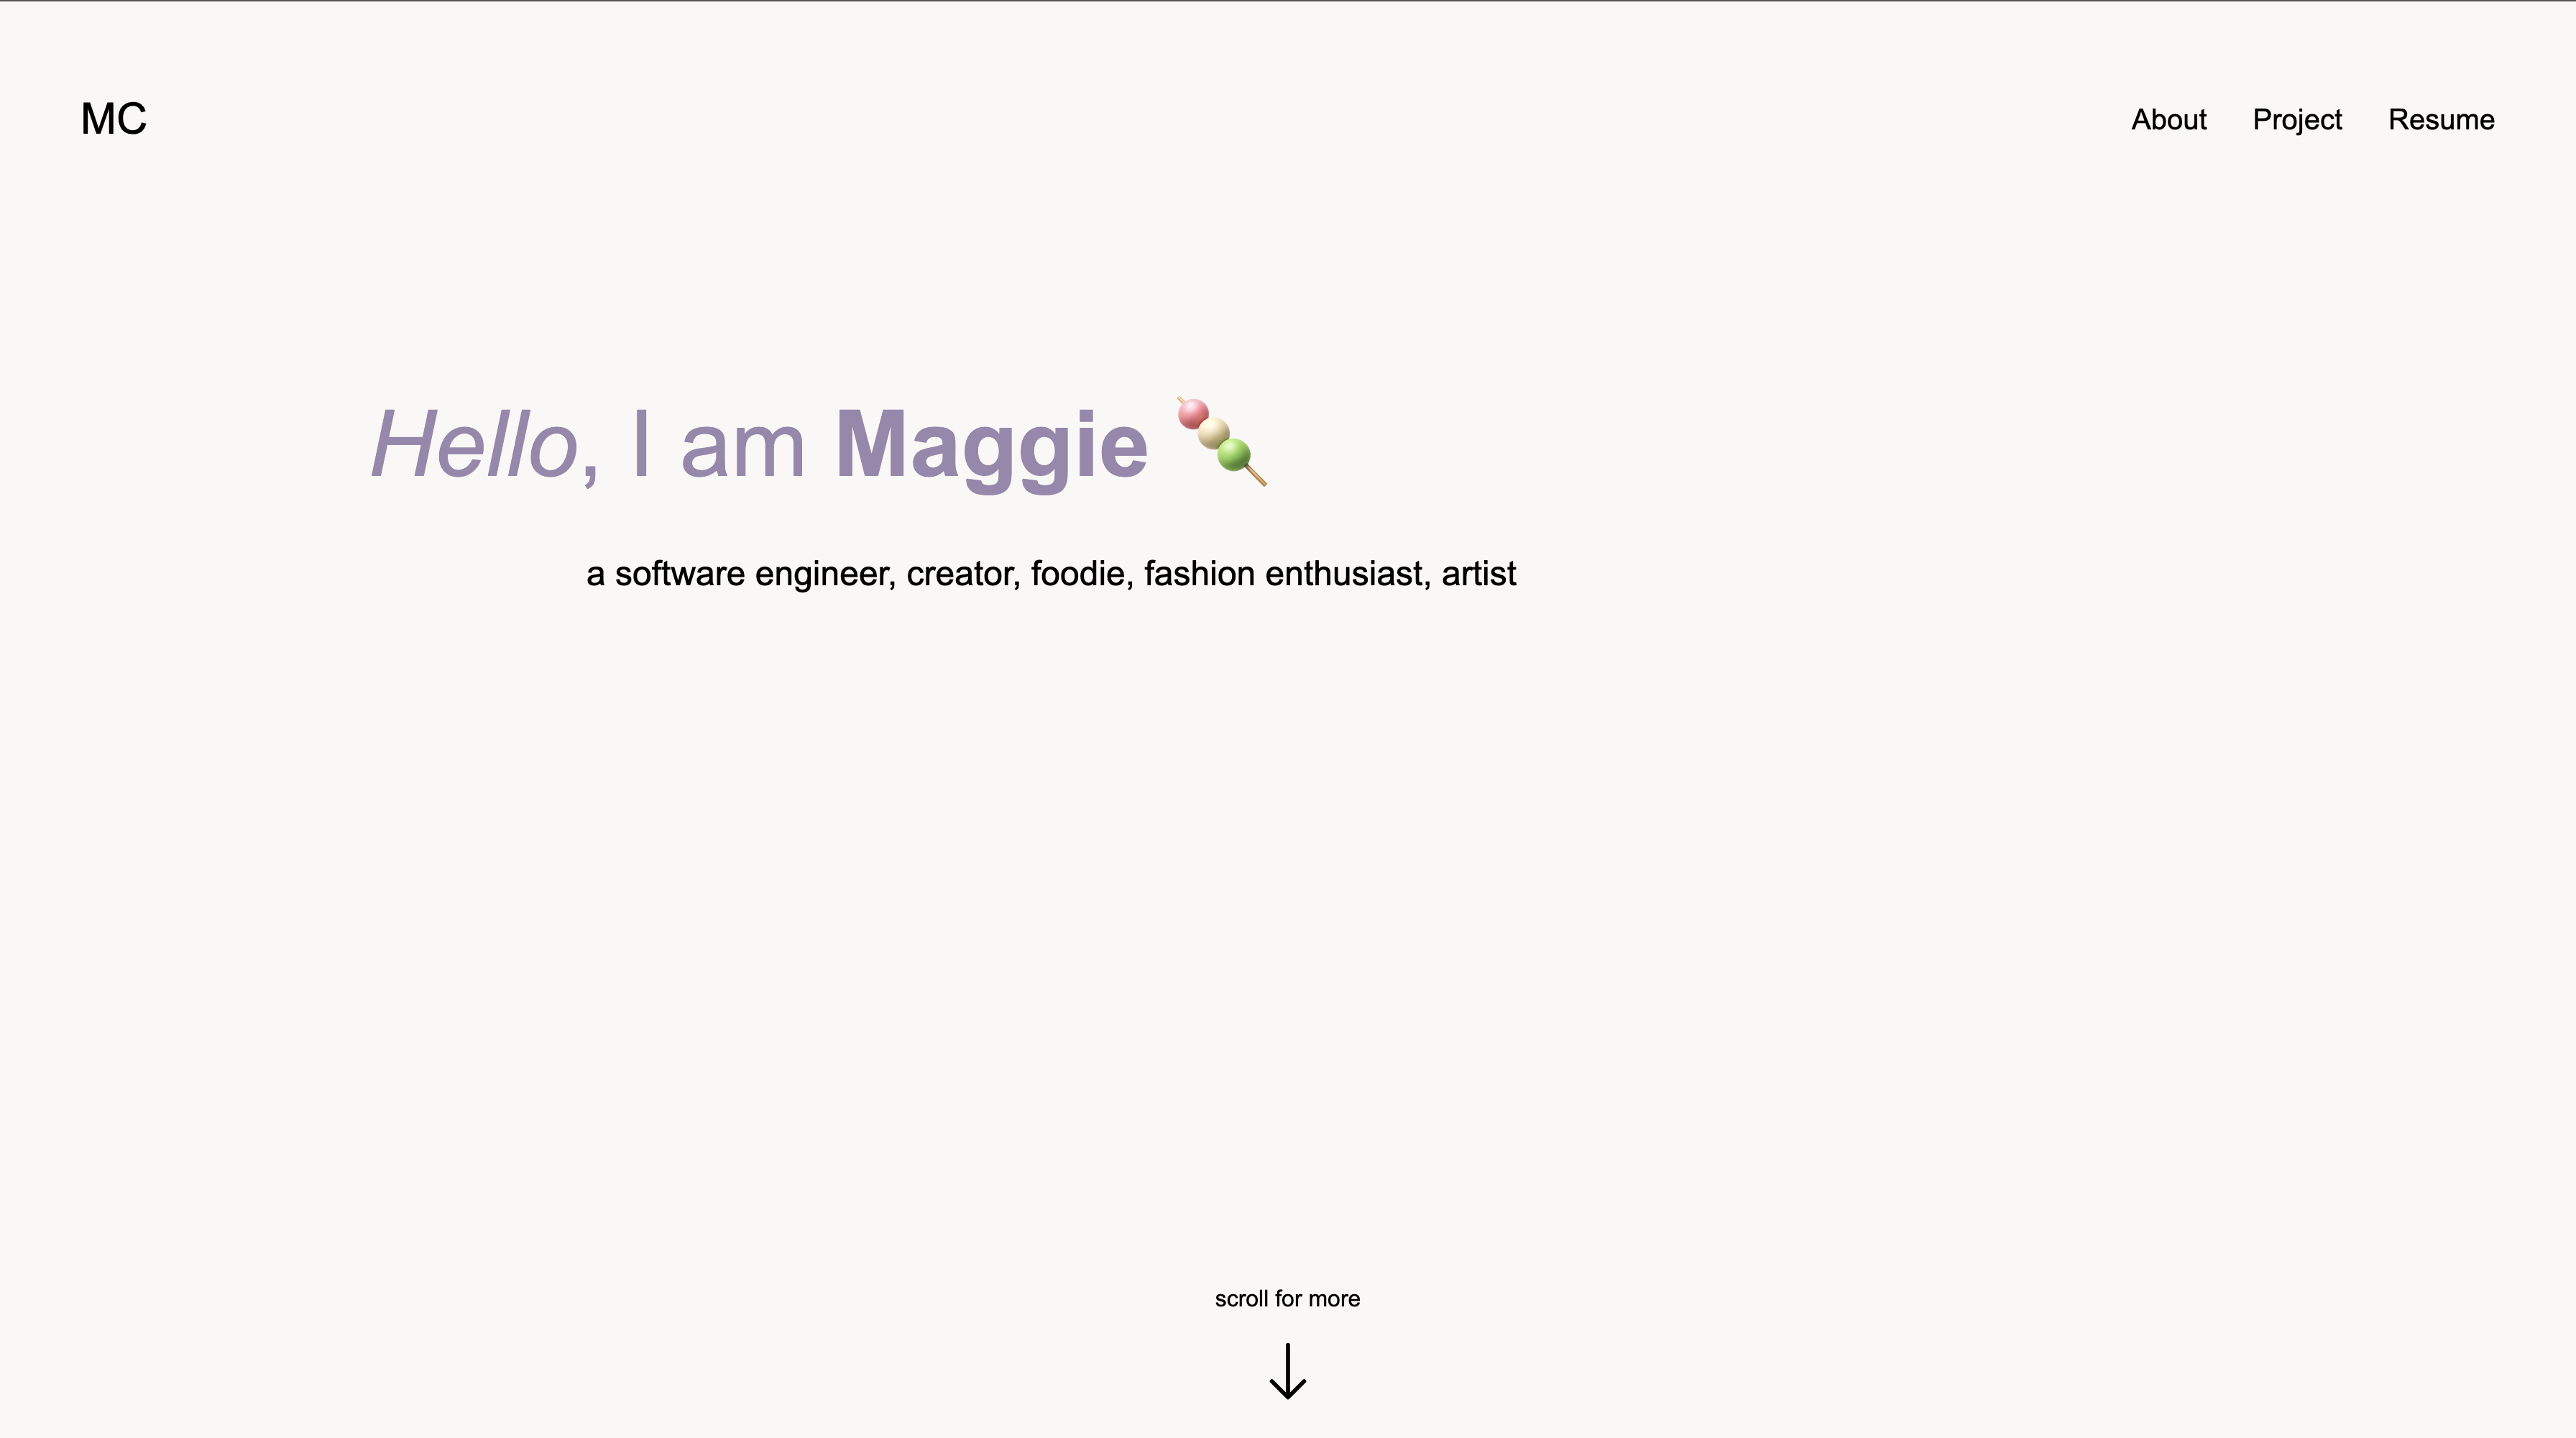 MC
About Project Resume
Hello, I am Maggie 🍡
a software engineer, creator, foodie, fashion enthusiast, artist
scroll for more